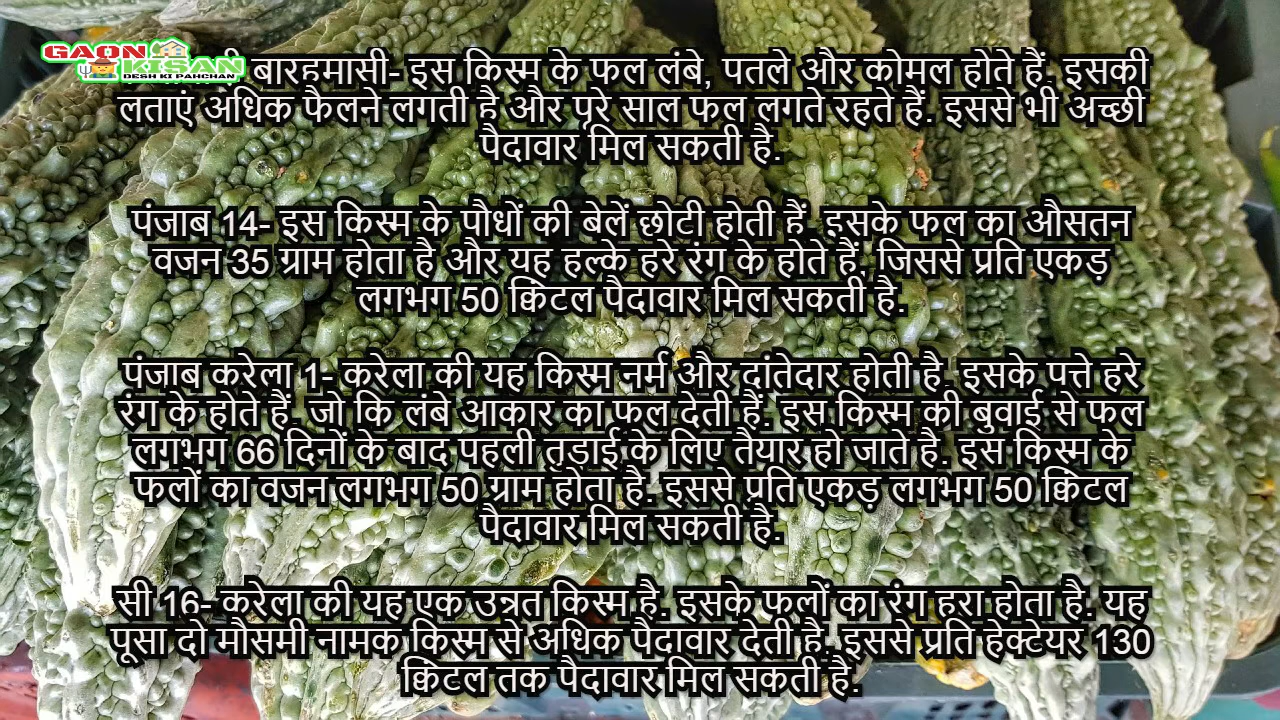 GAON
KISAN
DESH KI PAHCHAN
बारहमासी- इस किस्म के फल लंबे, पतले और कोमल होते हैं. इसकी
लताएं अधिक फैलने लगती है और पूरे साल फल लगते रहते हैं. इससे भी अच्छी
पैदावार मिल सकती है.
पंजाब 14- इस किस्म के पौधों की बेलें छोटी होती हैं. इसके फल का औसतन
वजन 35 ग्राम होता है और यह हल्के हरे रंग के होते हैं, जिससे प्रति एकड़
लगभग 50 क्विंटल पैदावार मिल सकती है.
पंजाब करेला 1- करेला की यह किस्म नर्म और दांतेदार होती है. इसके पत्ते हरे
रंग के होते हैं. जो कि लंबे आकार का फल देती हैं. इस किस्म की बुवाई से फल
लगभग 66 दिनों के बाद पहली तुड़ाई के लिए तैयार हो जाते है. इस किस्म के
फलों का वजन लगभग 50 ग्राम होता है. इससे प्रति एकड़ लगभग 50 क्विंटल
पैदावार मिल सकती है.
सी 16- करेला की यह एक उन्नत किस्म है. इसके फलों का रंग हरा होता है. यह
पूसा दो मौसमी नामक किस्म से अधिक पैदावार देती है. इससे प्रति हेक्टेयर 130
क्विंटल तक पैदावार मिल सकती है.